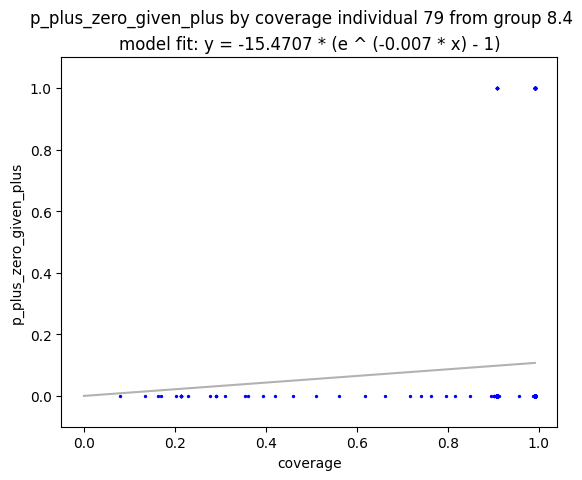 p_plus_zero_given_plus by coverage individual 79 from group 8.4
model fit: y = -15.4707 * (e ^ (-0.007 * x) - 1)
1.0
0.8
0.6
0.4
0.2
0.0
p_plus_zero_given_plus
0.0 0.2 0.4 0.6 0.8 1.0
coverage